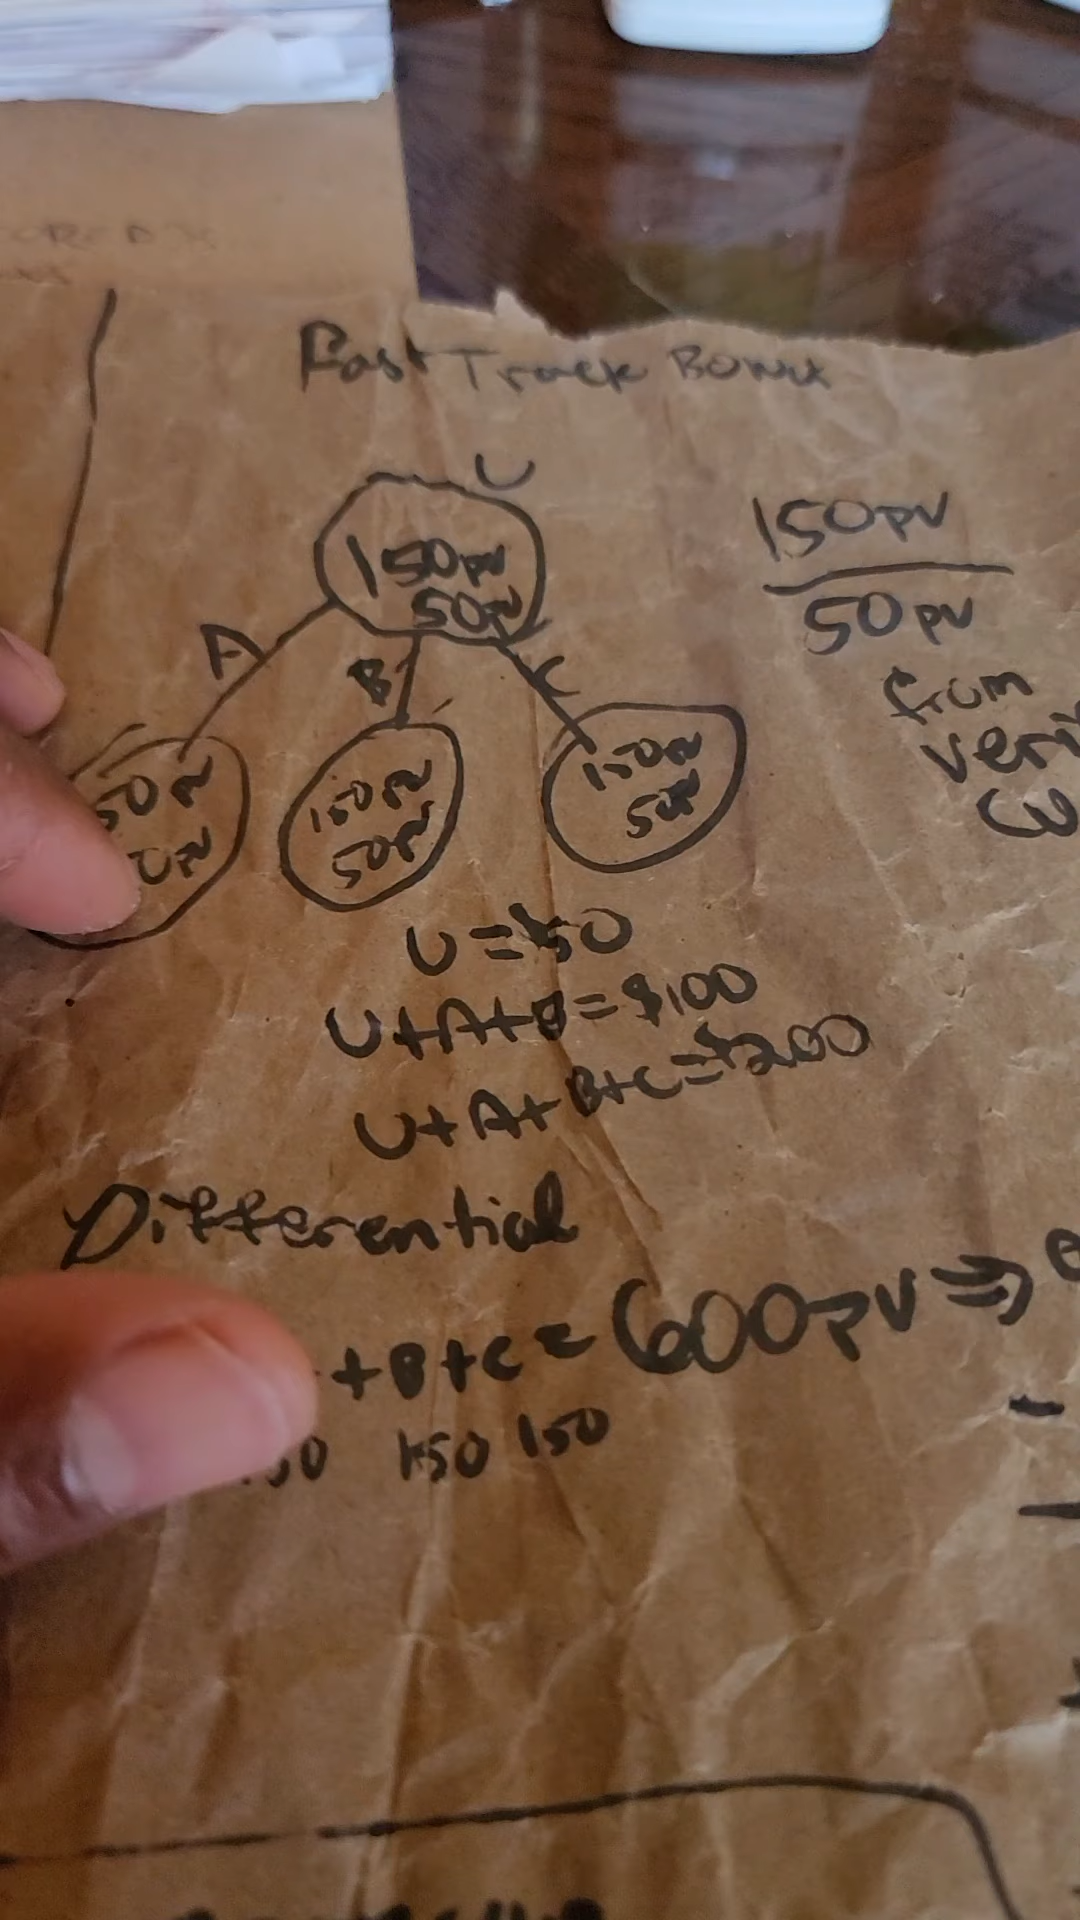 Fast Track Bonus
U
150pv
50pv
150pv
50pv
from
A
B
C
150pv
50pv
150pv
50pv
U = $50
U+A+B = $100
U+A+B+C = $200
Differential
+B+C = 600pv ⇒
150 150